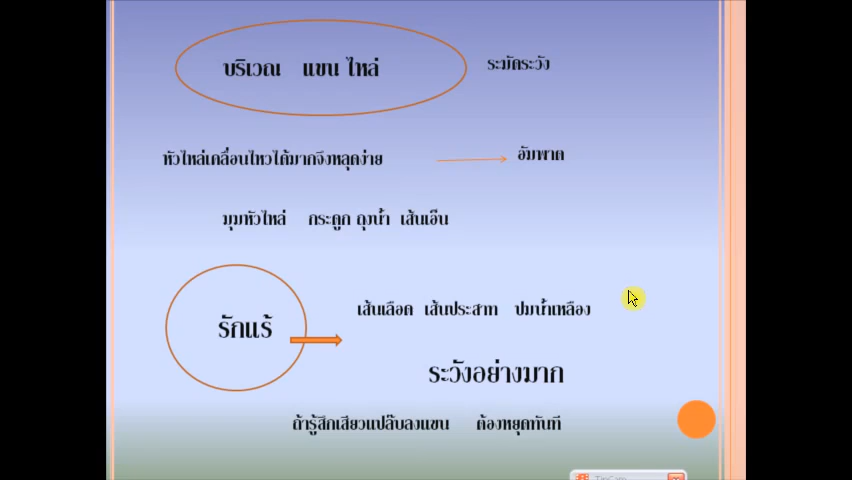 บริเวณ แขน ไหล่ ระมัดระวัง
หัวไหล่เคลื่อนไหวได้มากจึงหลุดง่าย อัมพาต
มุมหัวไหล่ กระดูก ถุงน้ำ เส้นเอ็น
เส้นเลือด เส้นประสาท ปมน้ำเหลือง
รักแร้
ระวังอย่างมาก
ถ้ารู้สึกเสียวแปล๊บลงแขน ต้องหยุดทันที